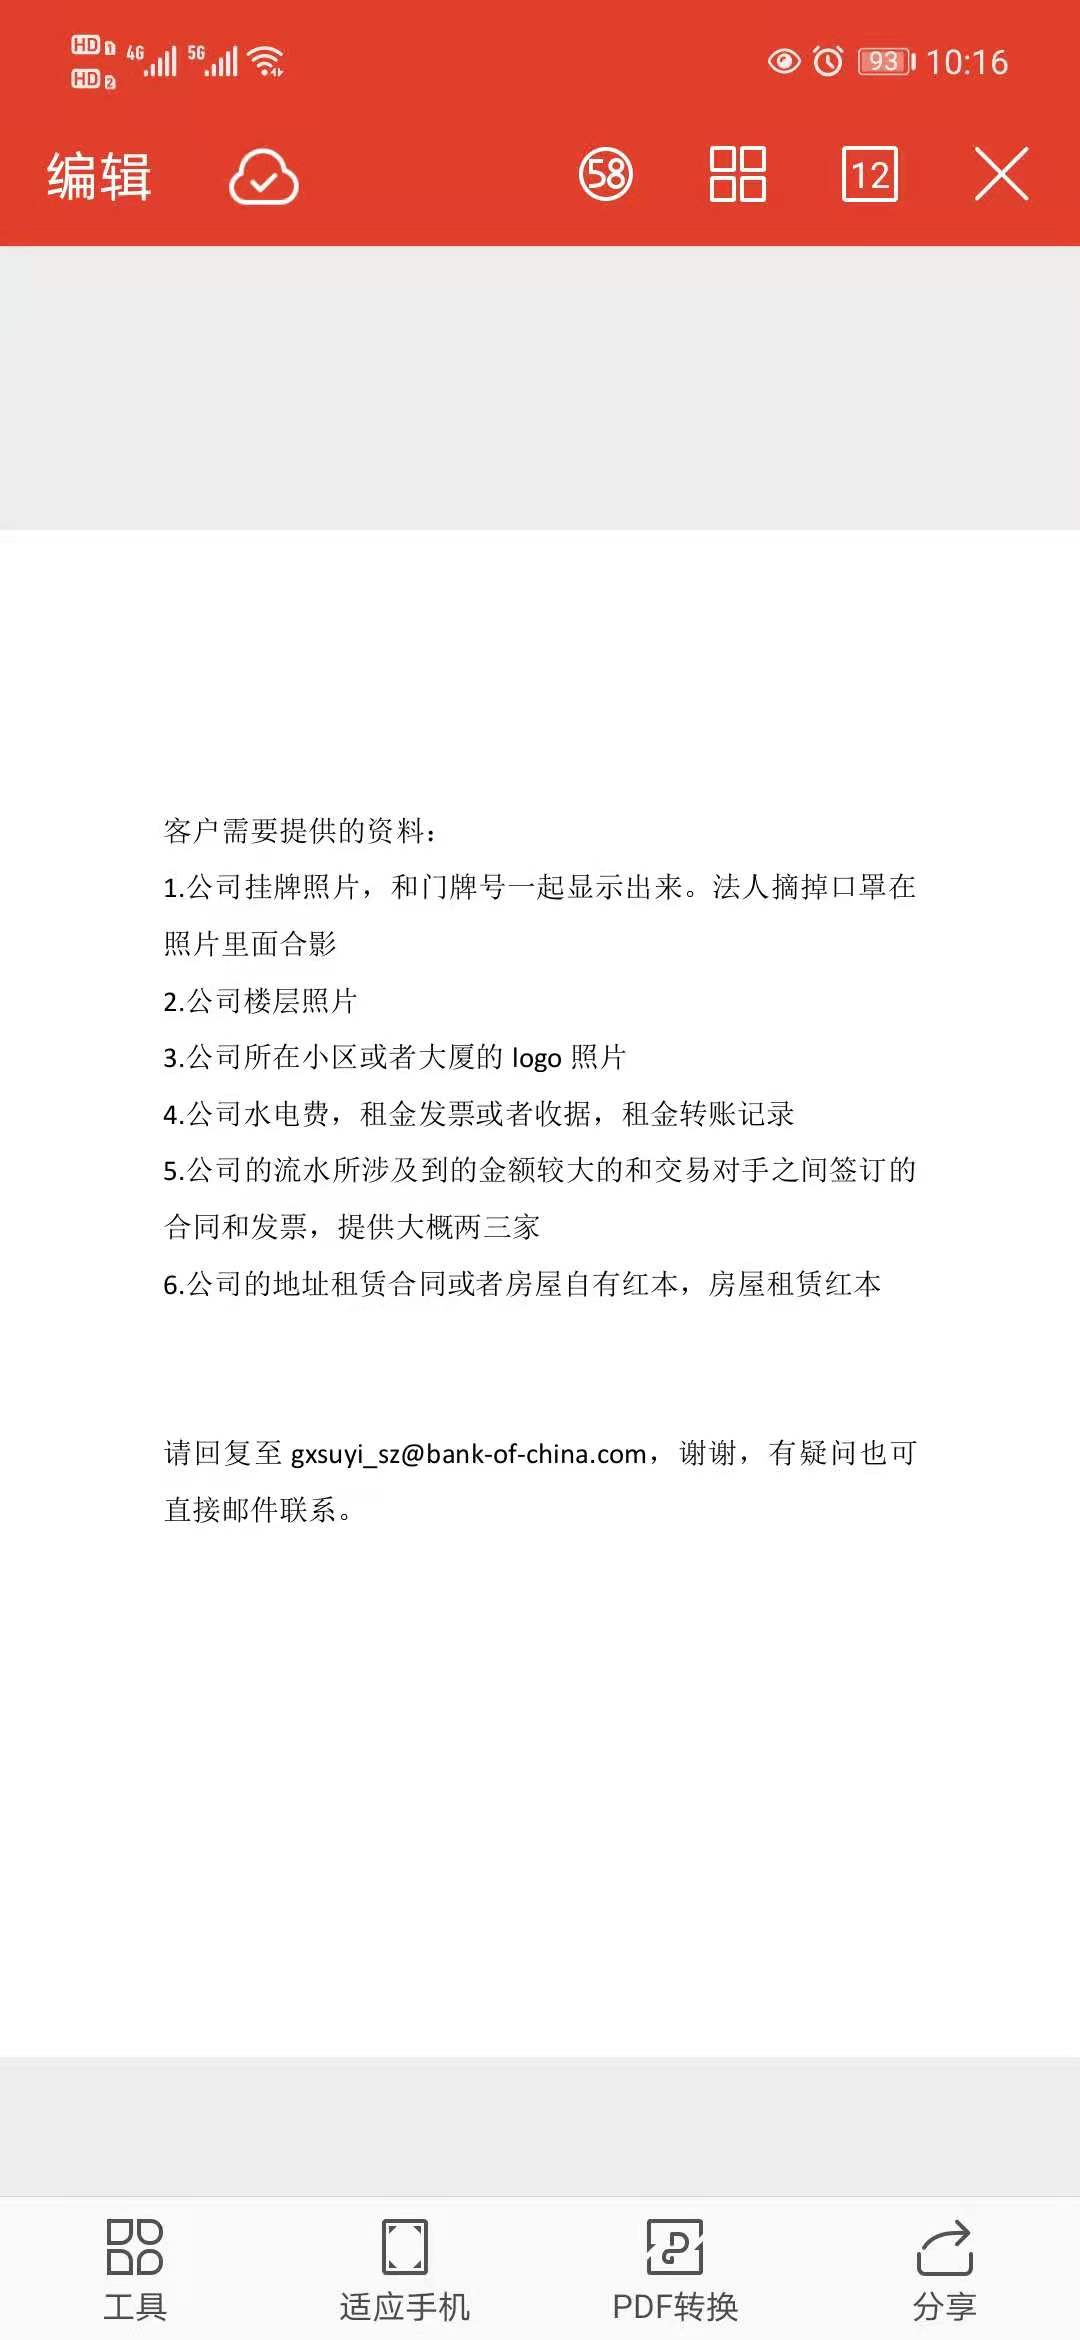 HD 1 4G 5G 93 10:16
HD 2
编辑 58 12
客户需要提供的资料：
1.公司挂牌照片，和门牌号一起显示出来。法人摘掉口罩在
照片里面合影
2.公司楼层照片
3.公司所在小区或者大厦的 logo 照片
4.公司水电费，租金发票或者收据，租金转账记录
5.公司的流水所涉及到的金额较大的和交易对手之间签订的
合同和发票，提供大概两三家
6.公司的地址租赁合同或者房屋自有红本，房屋租赁红本
请回复至 gxsuyi_sz@bank-of-china.com，谢谢，有疑问也可
直接邮件联系。
工具 适应手机 PDF转换 分享